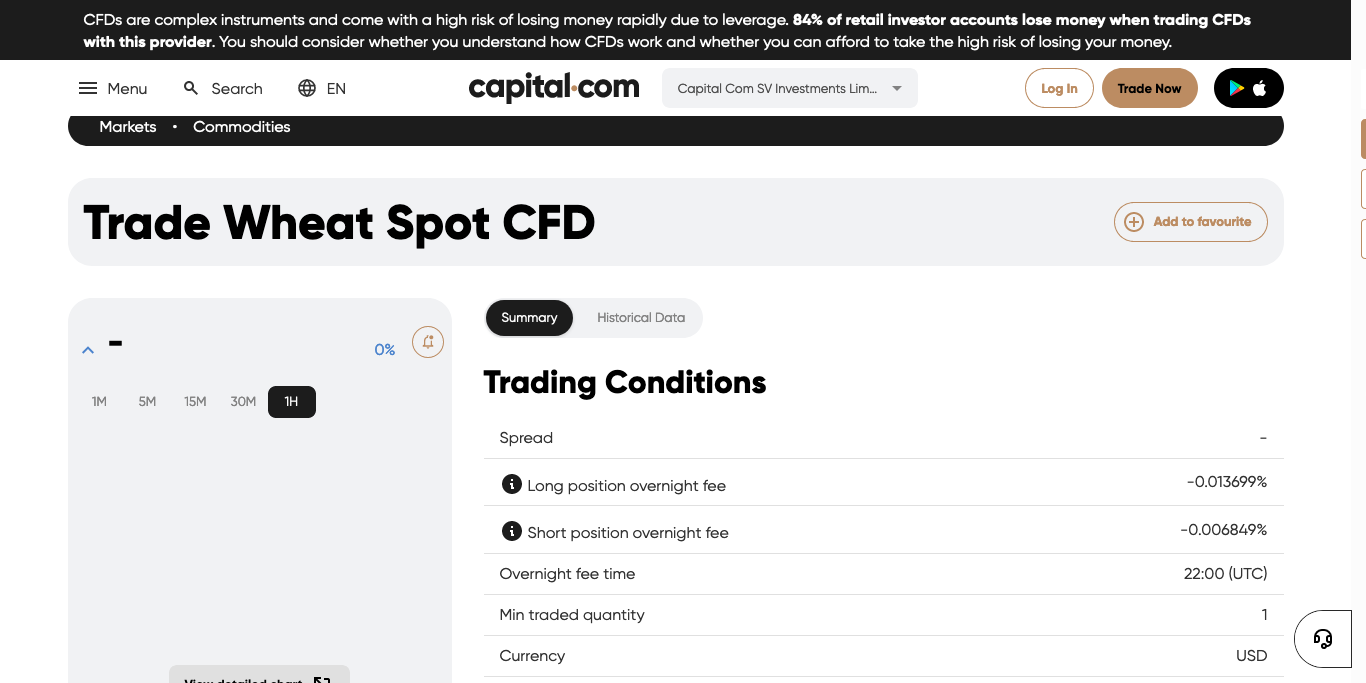 CFDs are complex instruments and come with a high risk of losing money rapidly due to leverage. 84% of retail investor accounts lose money when trading CFDs
with this provider. You should consider whether you understand how CFDs work and whether you can afford to take the high risk of losing your money.
Menu
Search
EN
capital.com
Capital Com SV Investments Lim...
Log In
Trade Now
Markets • Commodities
Trade Wheat Spot CFD
Add to favourite
-
0%
1M 5M 15M 30M 1H
View detailed chart
Summary
Historical Data
Trading Conditions
Spread -
Long position overnight fee -0.013699%
Short position overnight fee -0.006849%
Overnight fee time 22:00 (UTC)
Min traded quantity 1
Currency USD